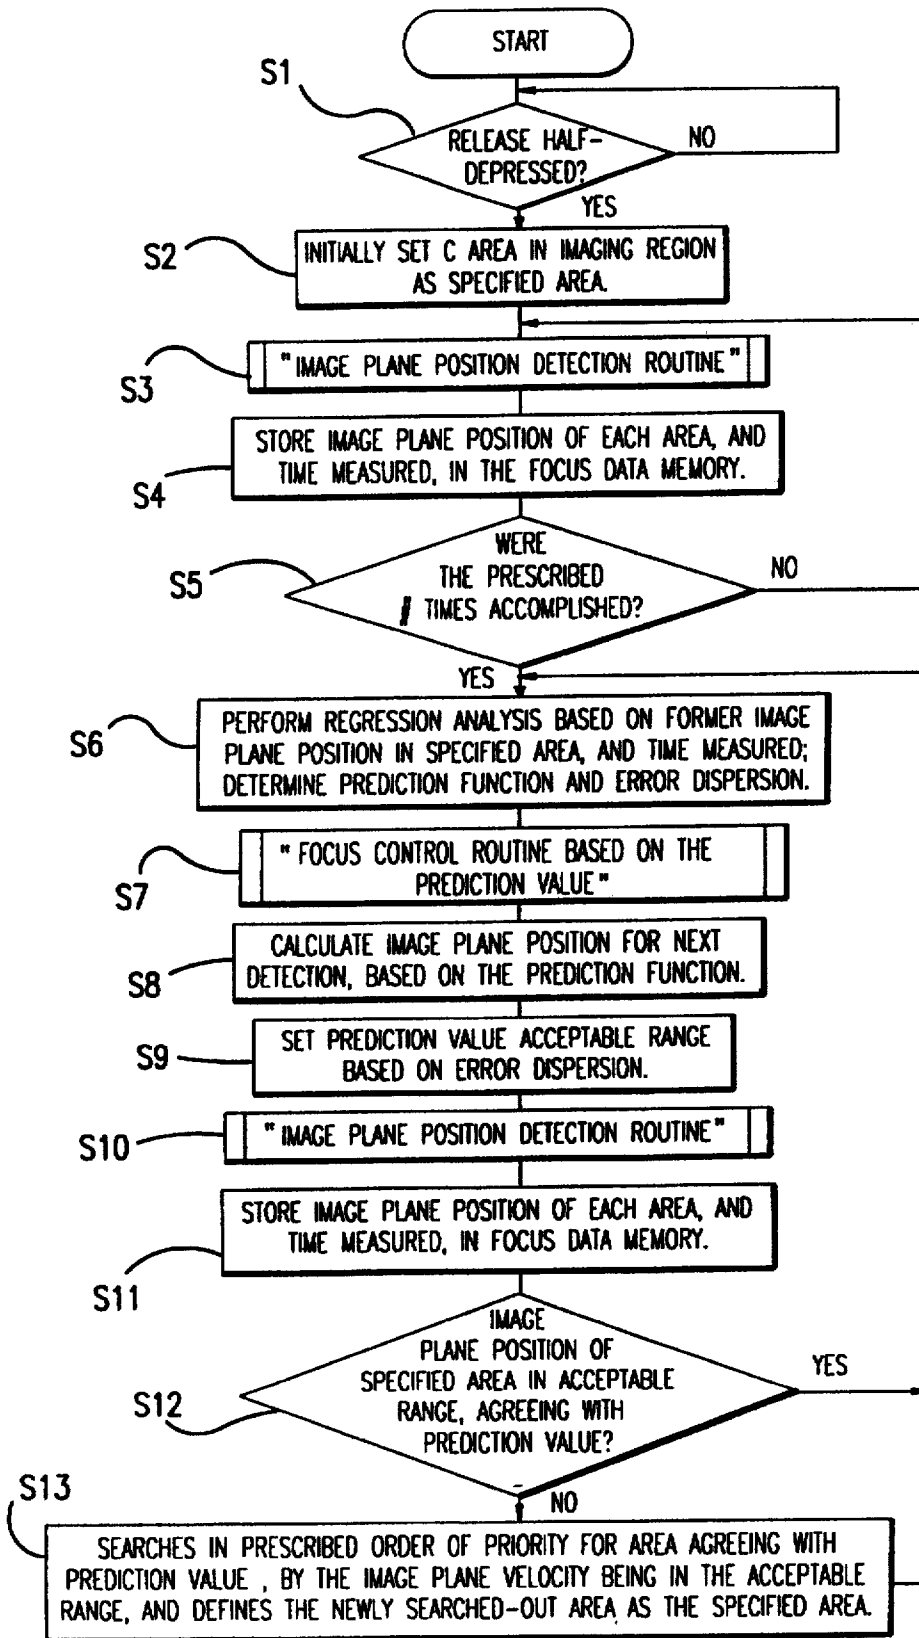 START
S1
RELEASE HALF-
DEPRESSED?
NO
YES
S2
INITIALLY SET C AREA IN IMAGING REGION
AS SPECIFIED AREA.
S3
"IMAGE PLANE POSITION DETECTION ROUTINE"
STORE IMAGE PLANE POSITION OF EACH AREA, AND
TIME MEASURED, IN THE FOCUS DATA MEMORY.
S4
WERE
THE PRESCRIBED
TIMES ACCOMPLISHED?
S5
NO
YES
S6
PERFORM REGRESSION ANALYSIS BASED ON FORMER IMAGE
PLANE POSITION IN SPECIFIED AREA, AND TIME MEASURED;
DETERMINE PREDICTION FUNCTION AND ERROR DISPERSION.
S7
"FOCUS CONTROL ROUTINE BASED ON THE
PREDICTION VALUE"
S8
CALCULATE IMAGE PLANE POSITION FOR NEXT
DETECTION, BASED ON THE PREDICTION FUNCTION.
S9
SET PREDICTION VALUE ACCEPTABLE RANGE
BASED ON ERROR DISPERSION.
S10
"IMAGE PLANE POSITION DETECTION ROUTINE"
STORE IMAGE PLANE POSITION OF EACH AREA, AND
TIME MEASURED, IN FOCUS DATA MEMORY.
S11
IMAGE
PLANE POSITION OF
SPECIFIED AREA IN ACCEPTABLE
RANGE, AGREEING WITH
PREDICTION VALUE?
YES
S12
NO
S13
SEARCHES IN PRESCRIBED ORDER OF PRIORITY FOR AREA AGREEING WITH
PREDICTION VALUE , BY THE IMAGE PLANE VELOCITY BEING IN THE ACCEPTABLE
RANGE, AND DEFINES THE NEWLY SEARCHED-OUT AREA AS THE SPECIFIED AREA.